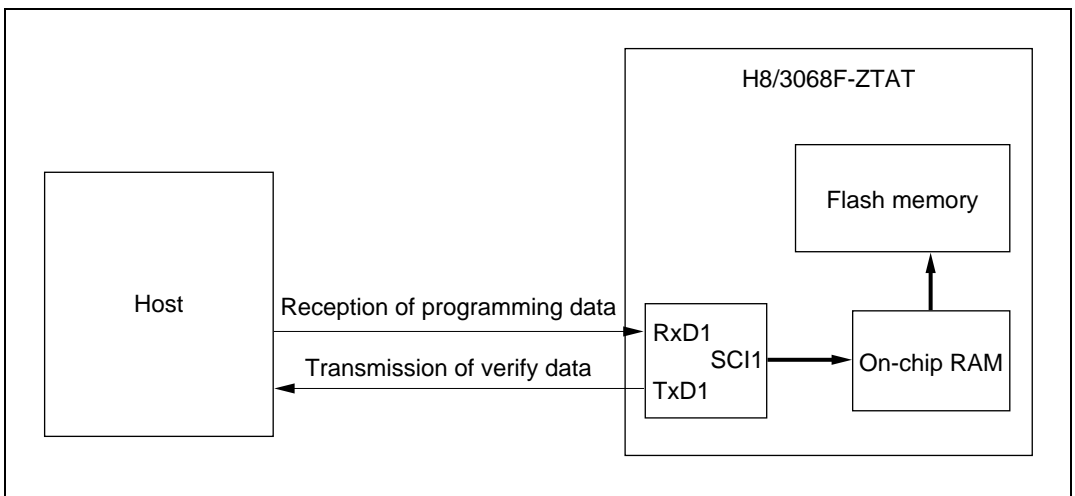 H8/3068F-ZTAT
Flash memory
Host
Reception of programming data
RxD1
SCI1
On-chip RAM
Transmission of verify data
TxD1